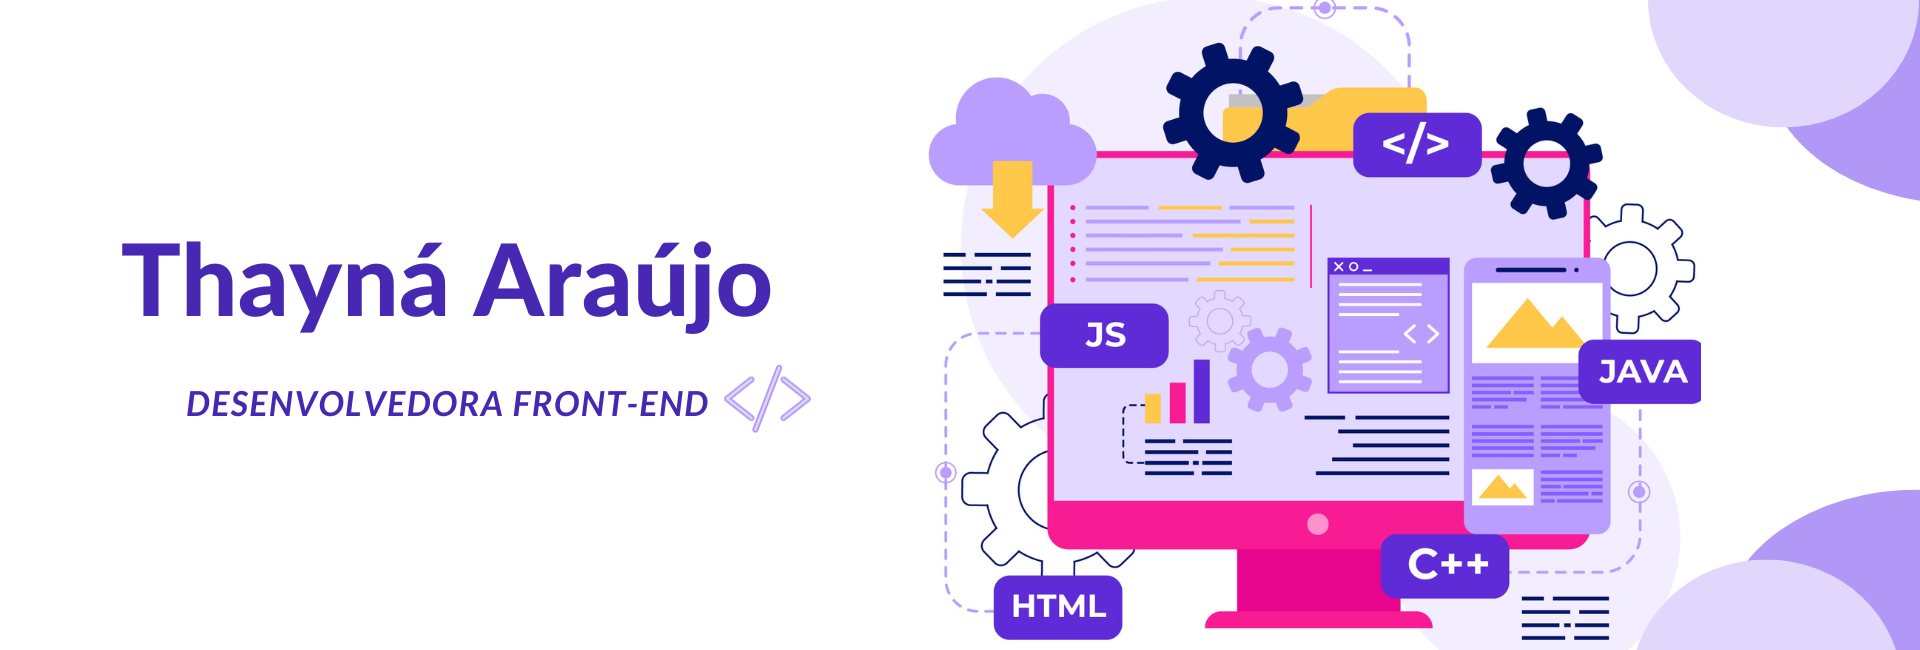 Thayná Araújo
DESENVOLVEDORA FRONT-END </>
</>
JS
JAVA
C++
HTML